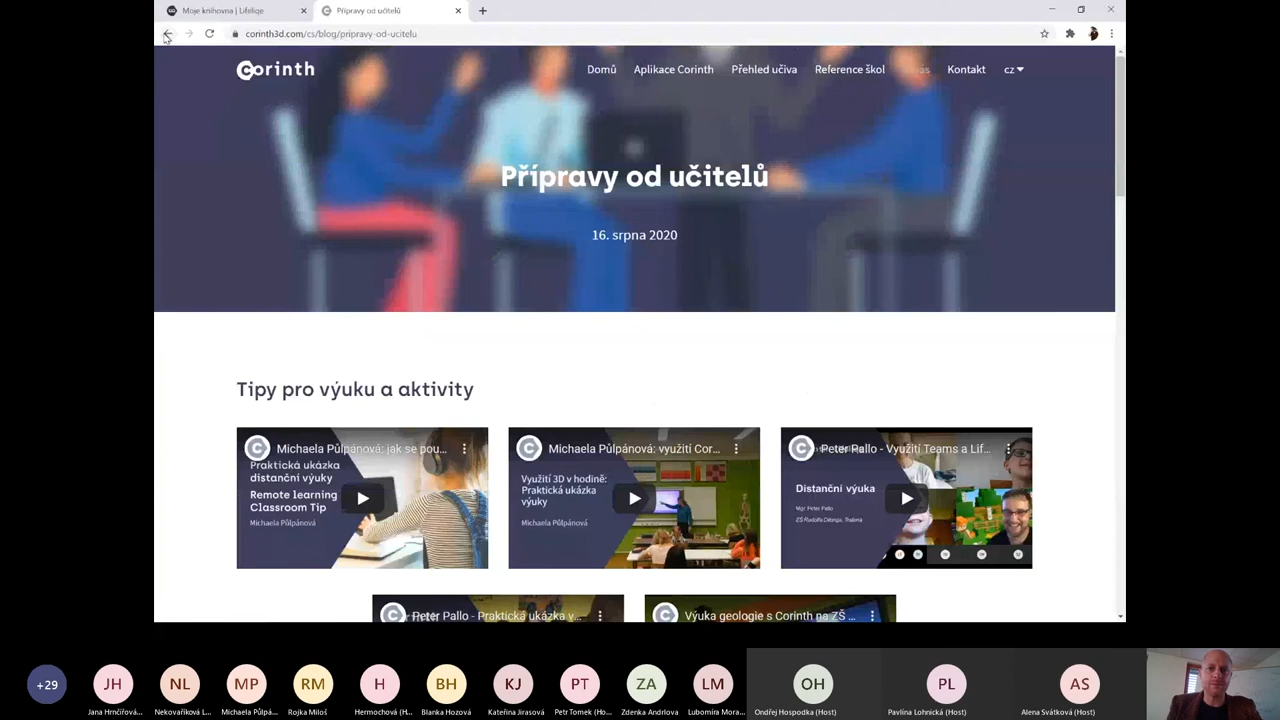 Moje knihovna | Lifeliqe
Přípravy od učitelů
corinth3d.com/cs/blog/pripravy-od-ucitelu
Corinth
Domů
Aplikace Corinth
Přehled učiva
Reference škol
Kontakt
cz
Přípravy od učitelů
16. srpna 2020
Tipy pro výuku a aktivity
Michaela Půlpánová: jak se pou...
Praktická ukázka
distanční výuky
Remote learning
Classroom Tip
Michaela Půlpánová
Michaela Půlpánová: využití Cor...
Využití 3D v hodině:
Praktická ukázka
výuky
Michaela Půlpánová
Peter Pallo - Využití Teams a Lif...
Distanční výuka
Mgr. Peter Pallo
Peter Pallo - Praktická ukázka v...
Výuka geologie s Corinth na ZŠ ...
+29
JH
NL
MP
RM
H
BH
KJ
PT
ZA
LM
OH
PL
AS
Jana Hrnčířová...
Nekovaříková L...
Michaela Půlpá...
Rojka Miloš
Hermochová (H...
Blanka Hozová
Kateřina Jirasová
Petr Tomek (Ho...
Zdenka Andrlova
Lubomíra Mora...
Ondřej Hospodka (Host)
Pavlína Lohnická (Host)
Alena Svátková (Host)